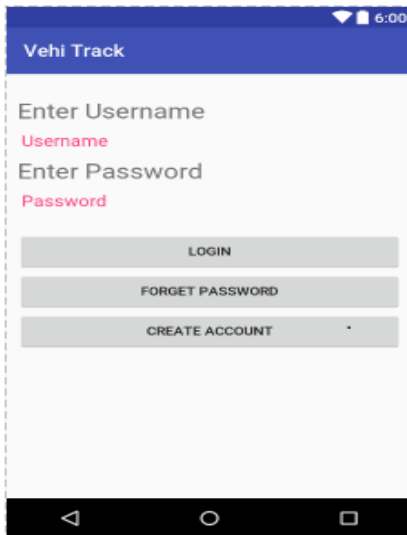 6:00
Vehi Track
Enter Username
Username
Enter Password
Password
LOGIN
FORGET PASSWORD
CREATE ACCOUNT